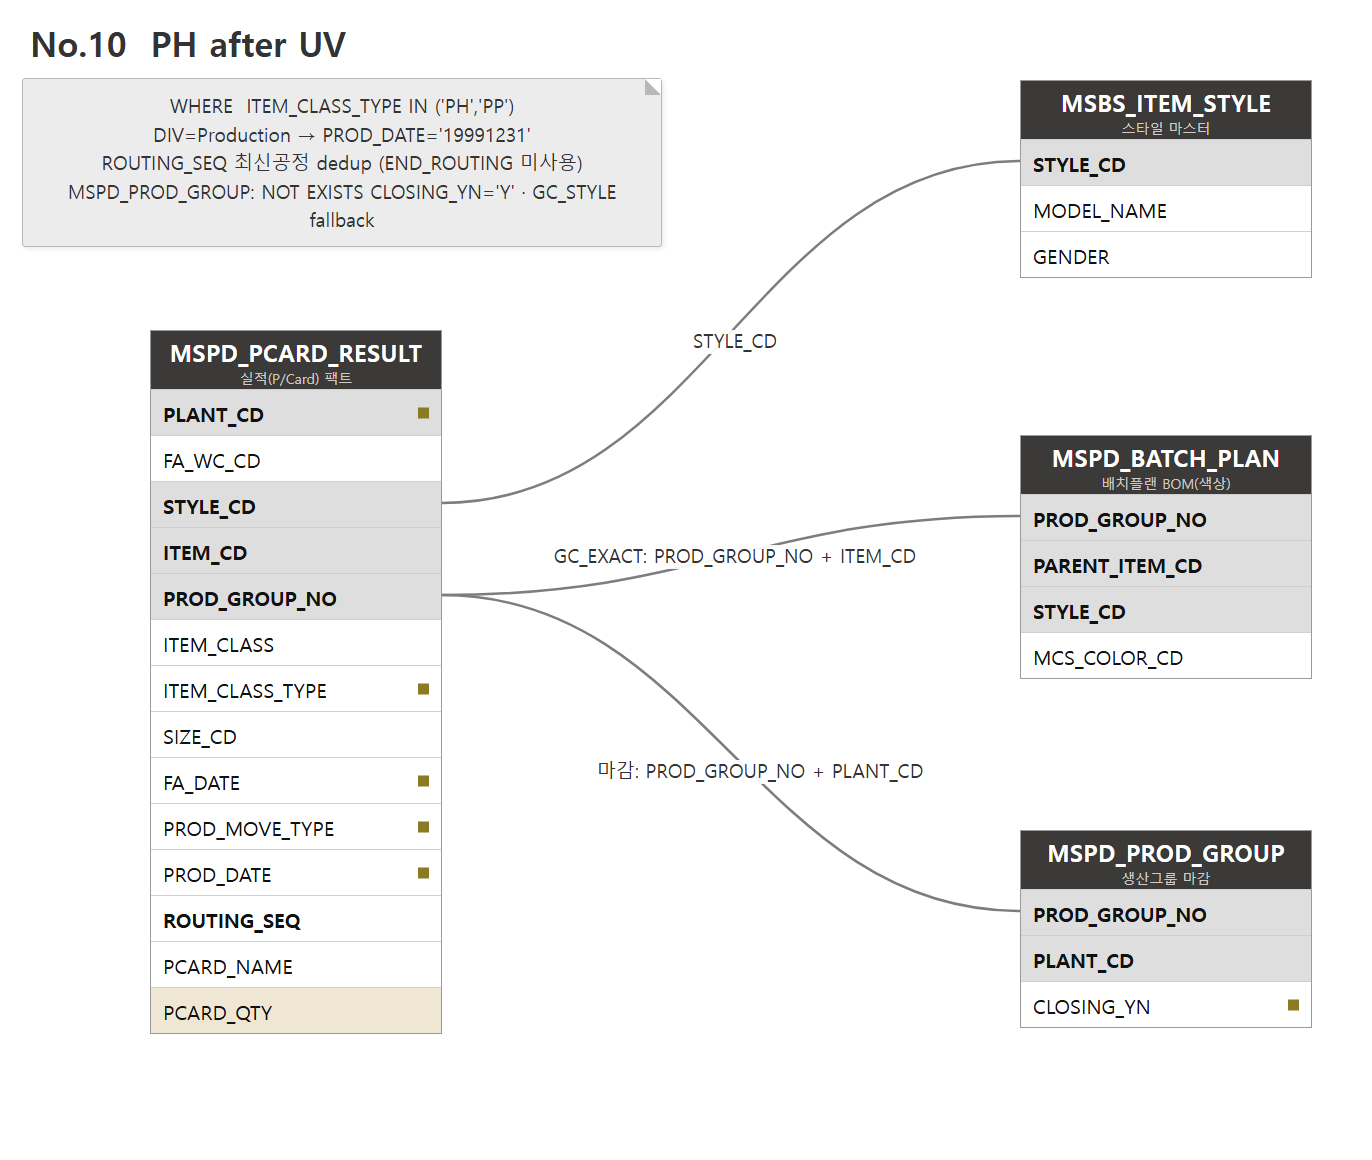 No.10  PH after UV
WHERE  ITEM_CLASS_TYPE IN ('PH','PP')
DIV=Production → PROD_DATE='19991231'
ROUTING_SEQ 최신공정 dedup (END_ROUTING 미사용)
MSPD_PROD_GROUP: NOT EXISTS CLOSING_YN='Y' · GC_STYLE
fallback
MSBS_ITEM_STYLE
스타일 마스터
STYLE_CD
MODEL_NAME
GENDER
STYLE_CD
MSPD_PCARD_RESULT
실적(P/Card) 팩트
PLANT_CD
FA_WC_CD
STYLE_CD
ITEM_CD
PROD_GROUP_NO
ITEM_CLASS
ITEM_CLASS_TYPE
SIZE_CD
FA_DATE
PROD_MOVE_TYPE
PROD_DATE
ROUTING_SEQ
PCARD_NAME
PCARD_QTY
GC_EXACT: PROD_GROUP_NO + ITEM_CD
MSPD_BATCH_PLAN
배치플랜 BOM(색상)
PROD_GROUP_NO
PARENT_ITEM_CD
STYLE_CD
MCS_COLOR_CD
마감: PROD_GROUP_NO + PLANT_CD
MSPD_PROD_GROUP
생산그룹 마감
PROD_GROUP_NO
PLANT_CD
CLOSING_YN